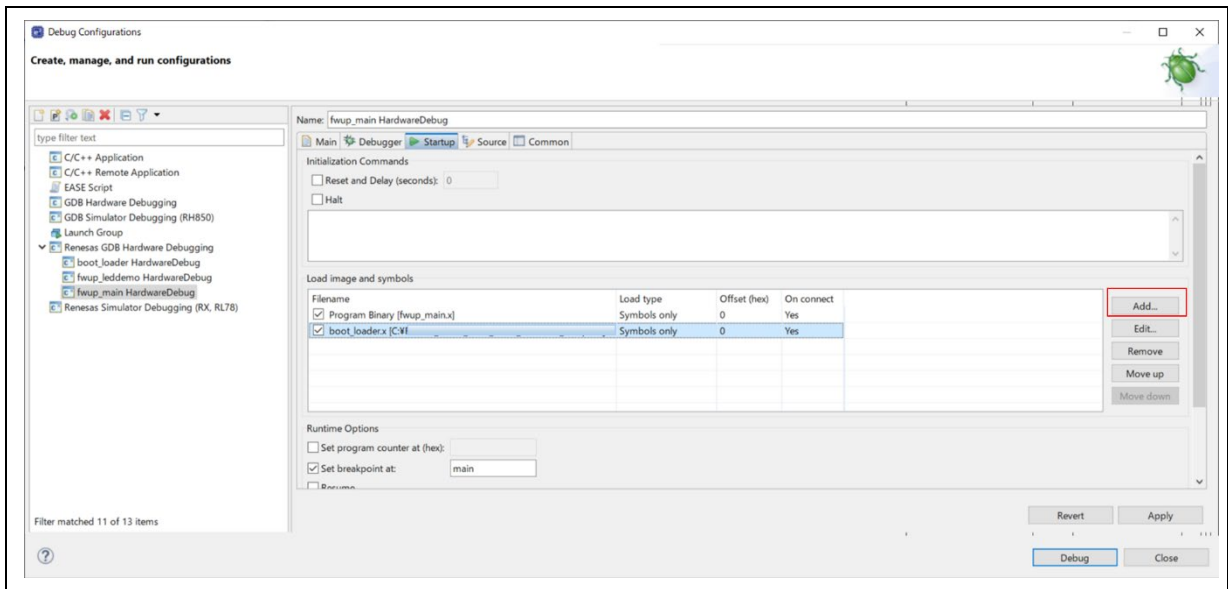 Debug Configurations
Create, manage, and run configurations
type filter text
C/C++ Application
C/C++ Remote Application
EASE Script
GDB Hardware Debugging
GDB Simulator Debugging (RH850)
Launch Group
Renesas GDB Hardware Debugging
boot_loader HardwareDebug
fwup_leddemo HardwareDebug
fwup_main HardwareDebug
Renesas Simulator Debugging (RX, RL78)
Filter matched 11 of 13 items
Name: fwup_main HardwareDebug
Main Debugger Startup Source Common
Initialization Commands
Reset and Delay (seconds): 0
Halt
Load image and symbols
Filename Load type Offset (hex) On connect
Program Binary [fwup_main.x] Symbols only 0 Yes
boot_loader.x [C:¥ Symbols only 0 Yes
Add...
Edit...
Remove
Move up
Move down
Runtime Options
Set program counter at (hex):
Set breakpoint at: main
Resume
Revert Apply
Debug Close